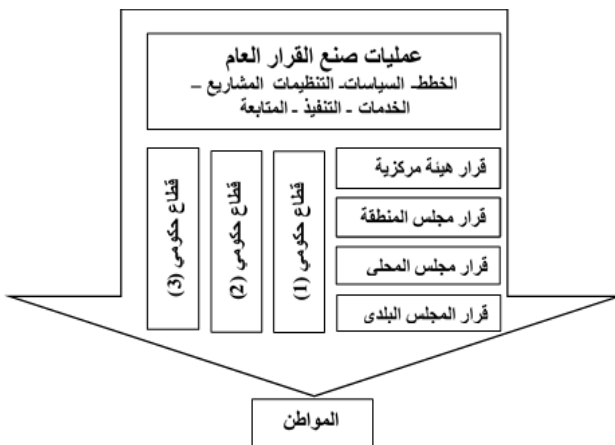 عمليات صنع القرار العام
الخطط- السياسات- التنظيمات المشاريع –
الخدمات - التنفيذ - المتابعة
قرار هيئة مركزية
قرار مجلس المنطقة
قرار مجلس المحلى
قرار المجلس البلدى
قطاع حكومي (1)
قطاع حكومي (2)
قطاع حكومي (3)
المواطن